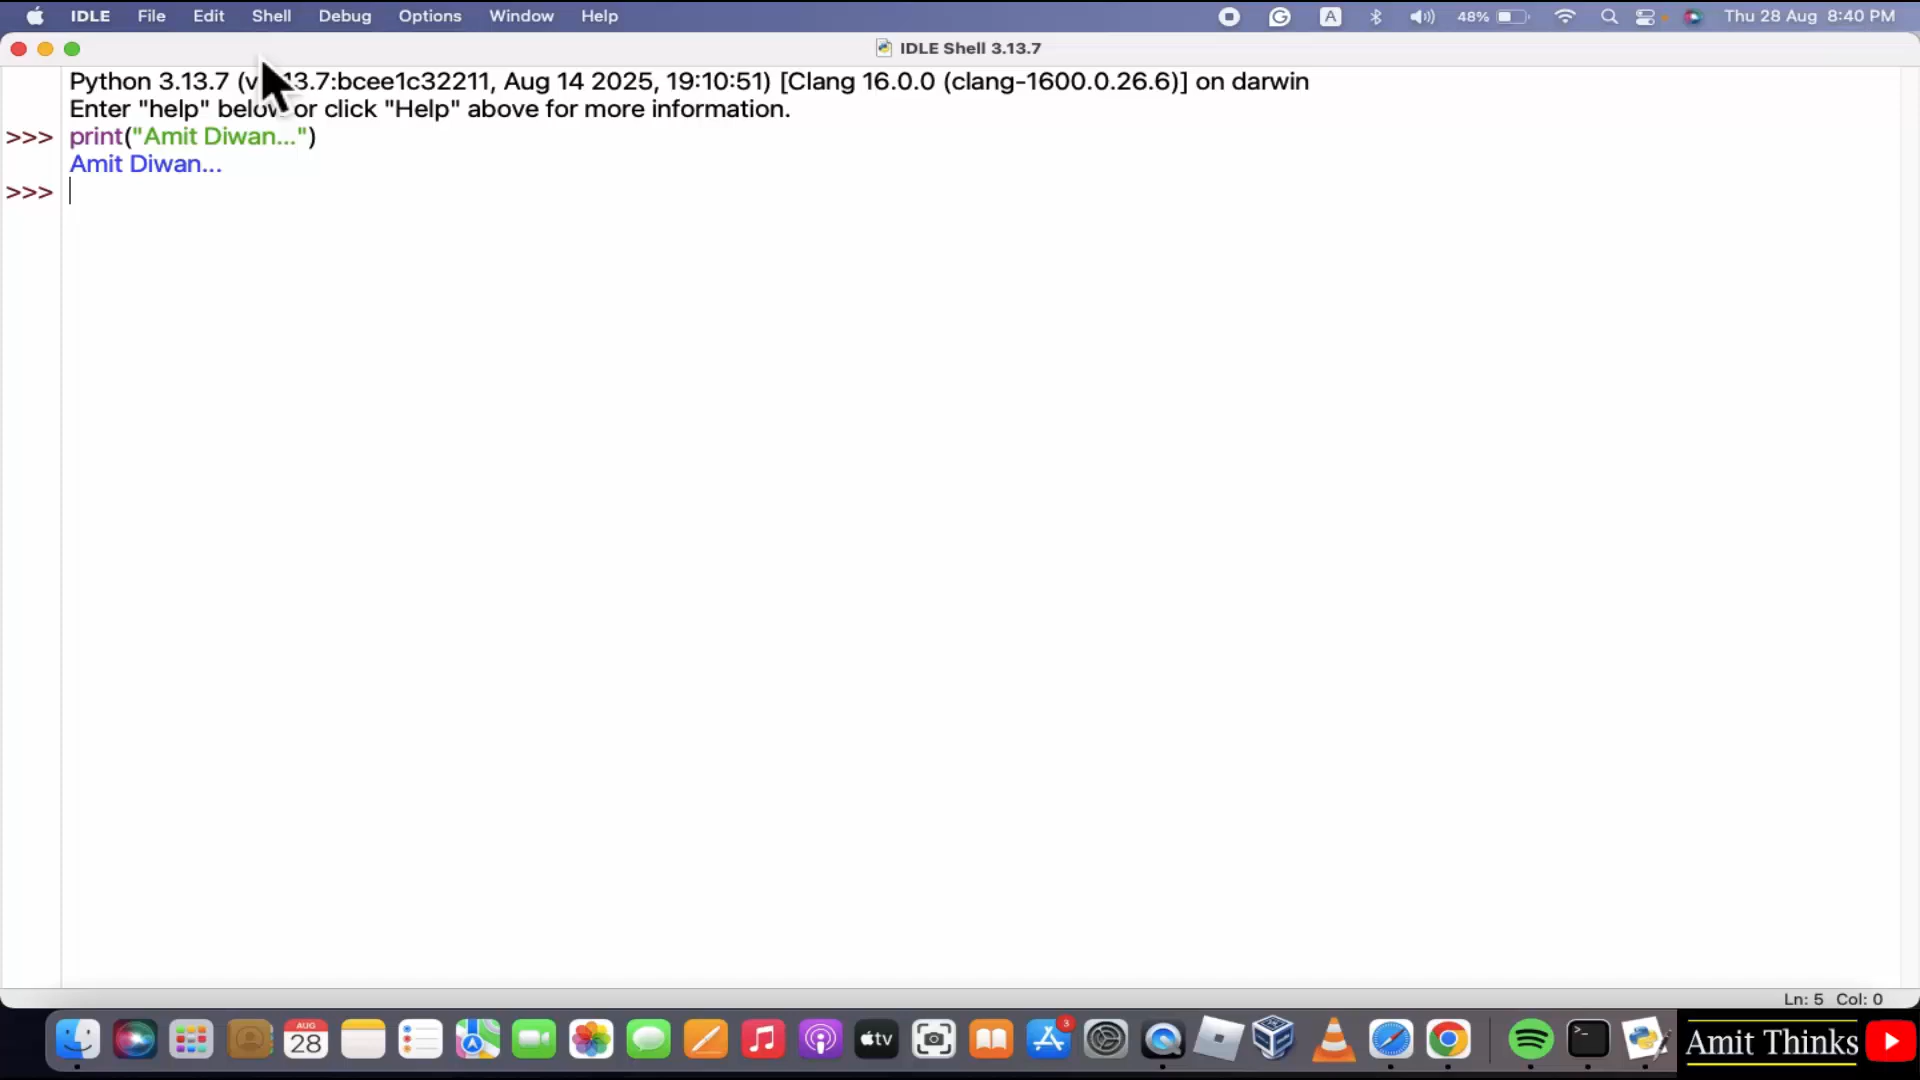 IDLE File Edit Shell Debug Options Window Help A 48% Thu 28 Aug 8:40 PM
IDLE Shell 3.13.7
Python 3.13.7 13.7:bcee1c32211, Aug 14 2025, 19:10:51) [Clang 16.0.0 (clang-1600.0.26.6)] on darwin
Enter "help" below or click "Help" above for more information.
>>> print("Amit Diwan...")
Amit Diwan...
>>>
Ln: 5 Col: 0
AUG
28
tv
3
>_
Amit Thinks